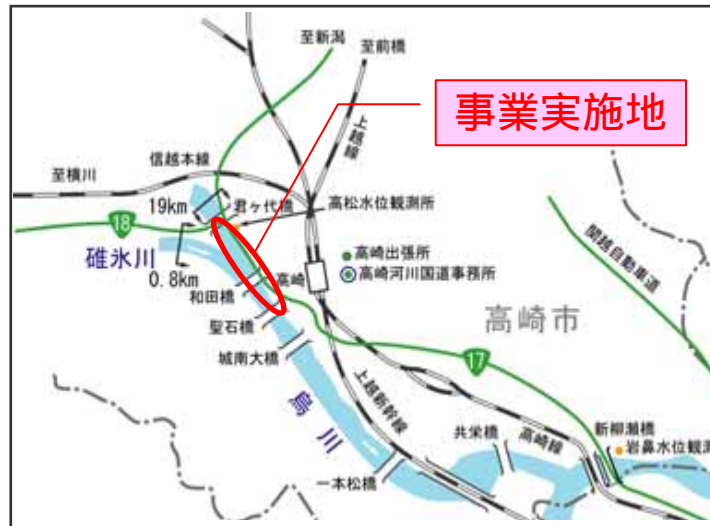 至新潟
至前橋
事業実施地
上越線
信越本線
至横川
19km
君ヶ代橋
高松水位観測所
18
碓氷川
0.8km
高崎出張所
高崎
高崎河川国道事務所
関越自動車道
和田橋
高崎市
聖石橋
城南大橋
17
烏川
上越新幹線
共栄橋
高崎線
新柳瀬橋
岩鼻水位観測
一本松橋